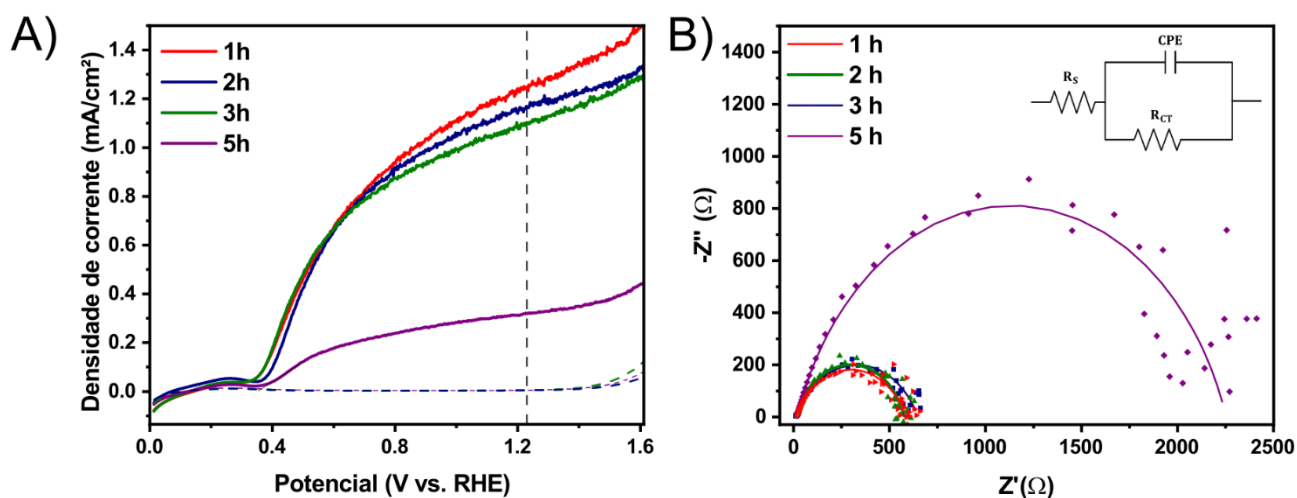 A)
Densidade de corrente (mA/cm²)
1.4
1.2
1.0
0.8
0.6
0.4
0.2
0.0
1h
2h
3h
5h
0.0 0.4 0.8 1.2 1.6
Potencial (V vs. RHE)
B)
-Z'' (Ω)
1400
1200
1000
800
600
400
200
0
1 h
2 h
3 h
5 h
CPE
R_S
R_CT
0 500 1000 1500 2000 2500
Z'(Ω)